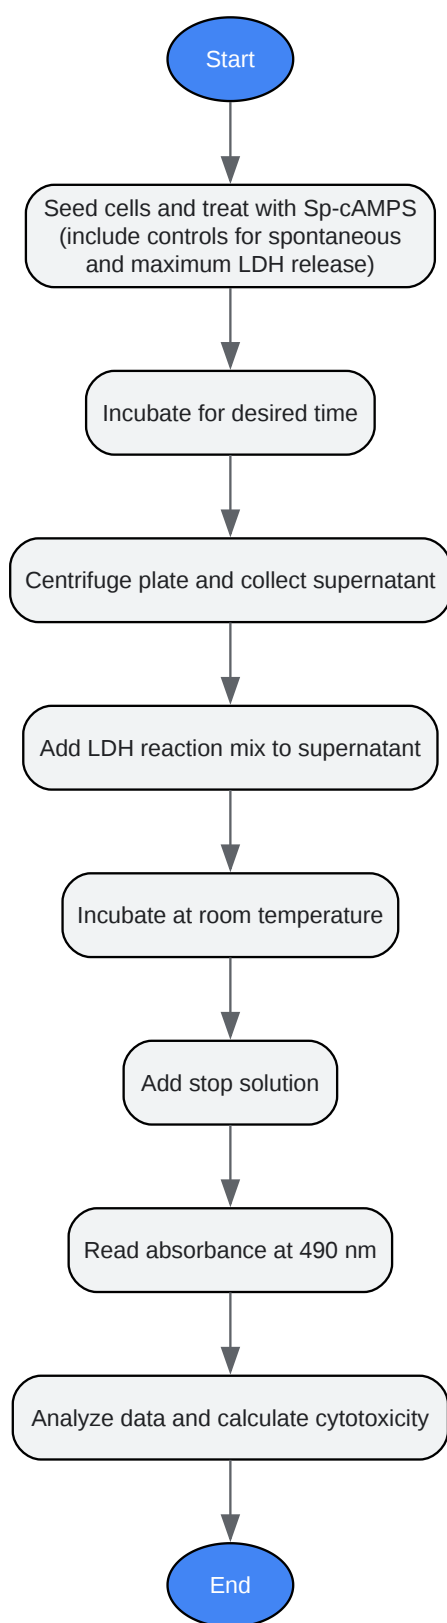 Start
Seed cells and treat with Sp-cAMPS
(include controls for spontaneous
and maximum LDH release)
Incubate for desired time
Centrifuge plate and collect supernatant
Add LDH reaction mix to supernatant
Incubate at room temperature
Add stop solution
Read absorbance at 490 nm
Analyze data and calculate cytotoxicity
End